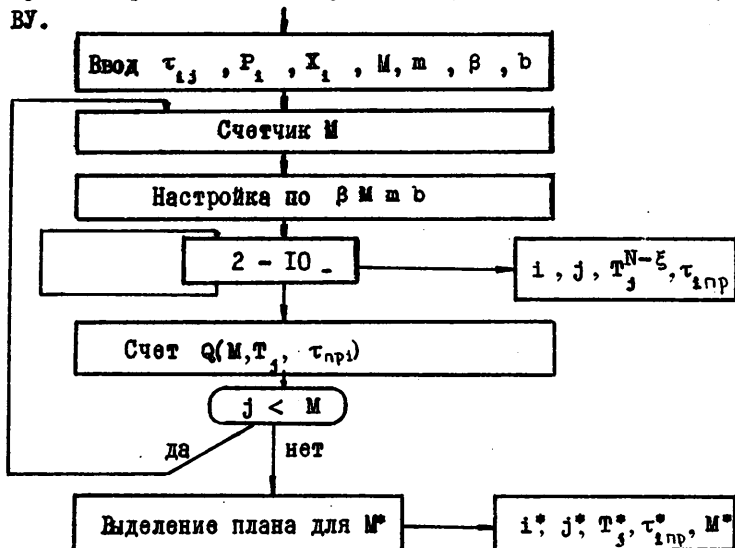 ВУ.
Ввод τ_ij , P_i , X_i , M, m , β , b
Счетчик M
Настройка по β M m b
2 - IO
i , j , T_j^{N-ξ}, τ_iпр
Счет Q(M,T_j, τ_прi)
j < M
да
нет
Выделение плана для M*
i*, j*, T_j*, τ*_iпр, M*